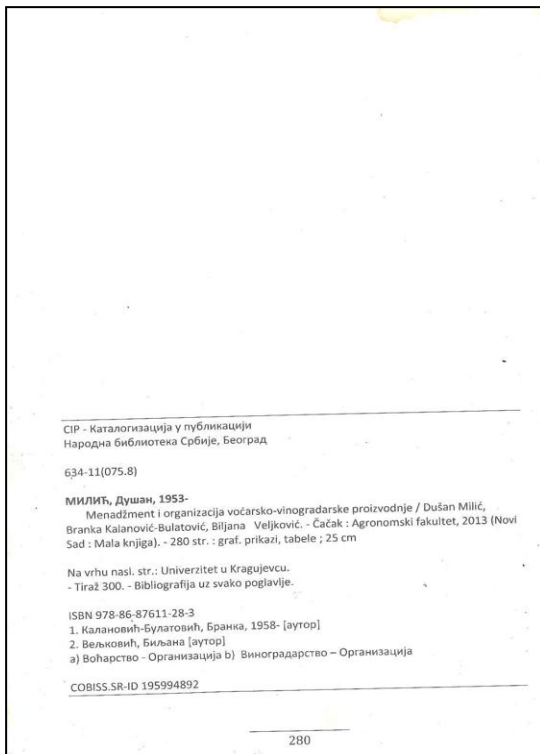 CIP - Каталогизација у публикацији
Народна библиотека Србије, Београд
634-11(075.8)
МИЛИЋ, Душан, 1953-
Menadžment i organizacija voćarsko-vinogradarske proizvodnje / Dušan Milić,
Branka Kalanović-Bulatović, Biljana Veljković. - Čačak : Agronomski fakultet, 2013 (Novi
Sad : Mala knjiga). - 280 str. : graf. prikazi, tabele ; 25 cm
Na vrhu nasl. str.: Univerzitet u Kragujevcu.
- Tiraž 300. - Bibliografija uz svako poglavlje.
ISBN 978-86-87611-28-3
1. Калановић-Булатовић, Бранка, 1958- [аутор]
2. Вељковић, Биљана [аутор]
a) Воћарство - Организација b) Виноградарство – Организација
COBISS.SR-ID 195994892
280